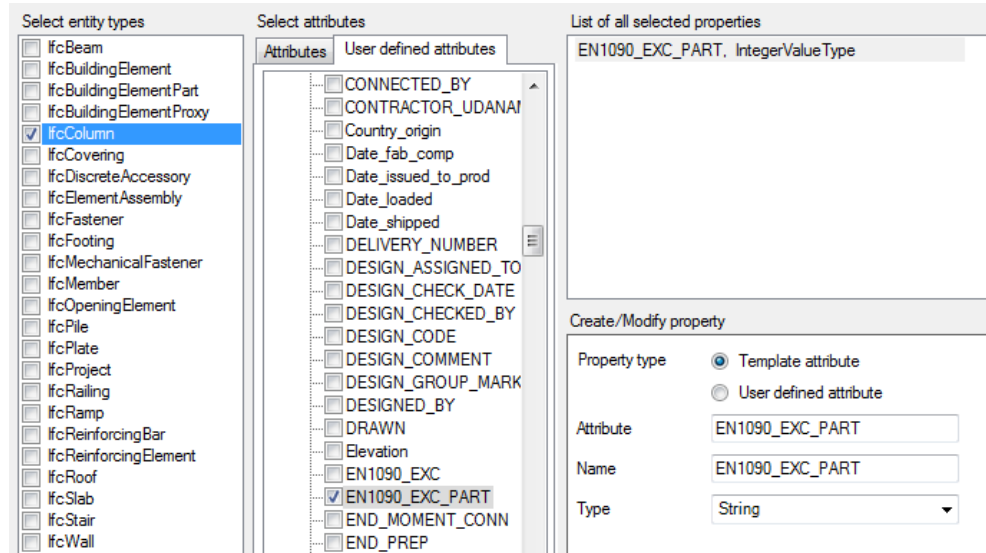 Select entity types
IfcBeam
IfcBuildingElement
IfcBuildingElementPart
IfcBuildingElementProxy
IfcColumn
IfcCovering
IfcDiscreteAccessory
IfcElementAssembly
IfcFastener
IfcFooting
IfcMechanicalFastener
IfcMember
IfcOpeningElement
IfcPile
IfcPlate
IfcProject
IfcRailing
IfcRamp
IfcReinforcingBar
IfcReinforcingElement
IfcRoof
IfcSlab
IfcStair
IfcWall
Select attributes
Attributes
User defined attributes
CONNECTED_BY
CONTRACTOR_UDANA
Country_origin
Date_fab_comp
Date_issued_to_prod
Date_loaded
Date_shipped
DELIVERY_NUMBER
DESIGN_ASSIGNED_TO
DESIGN_CHECK_DATE
DESIGN_CHECKED_BY
DESIGN_CODE
DESIGN_COMMENT
DESIGN_GROUP_MARK
DESIGNED_BY
DRAWN
Elevation
EN1090_EXC
EN1090_EXC_PART
END_MOMENT_CONN
END_PREP
List of all selected properties
EN1090_EXC_PART, IntegerValueType
Create/Modify property
Property type
Template attribute
User defined attribute
Attribute
EN1090_EXC_PART
Name
EN1090_EXC_PART
Type
String